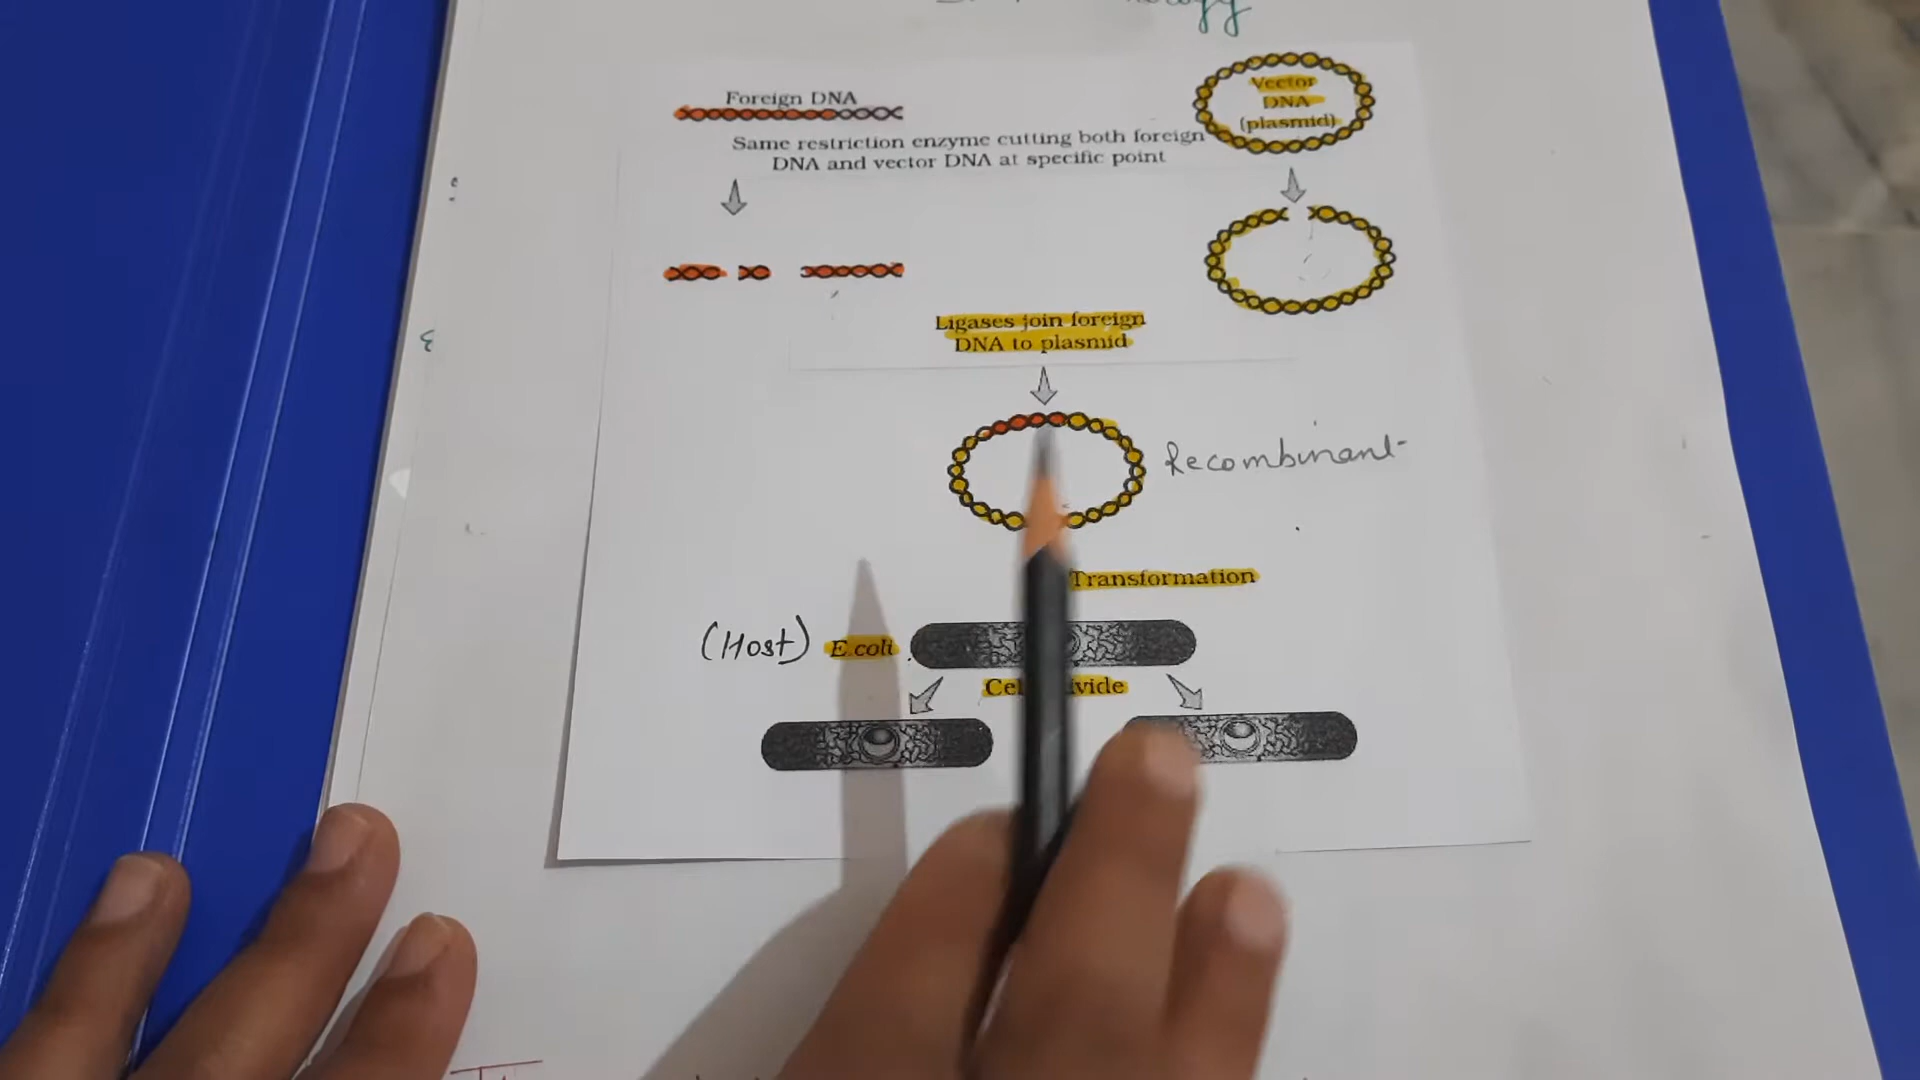 Foreign DNA
Vector
DNA
(plasmid)
Same restriction enzyme cutting both foreign
DNA and vector DNA at specific point
Ligases join foreign
DNA to plasmid
Recombinant
Transformation
(Host) E.coli